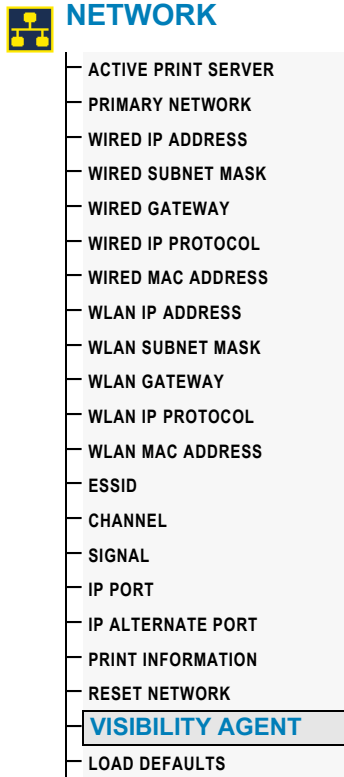 NETWORK
ACTIVE PRINT SERVER
PRIMARY NETWORK
WIRED IP ADDRESS
WIRED SUBNET MASK
WIRED GATEWAY
WIRED IP PROTOCOL
WIRED MAC ADDRESS
WLAN IP ADDRESS
WLAN SUBNET MASK
WLAN GATEWAY
WLAN IP PROTOCOL
WLAN MAC ADDRESS
ESSID
CHANNEL
SIGNAL
IP PORT
IP ALTERNATE PORT
PRINT INFORMATION
RESET NETWORK
VISIBILITY AGENT
LOAD DEFAULTS